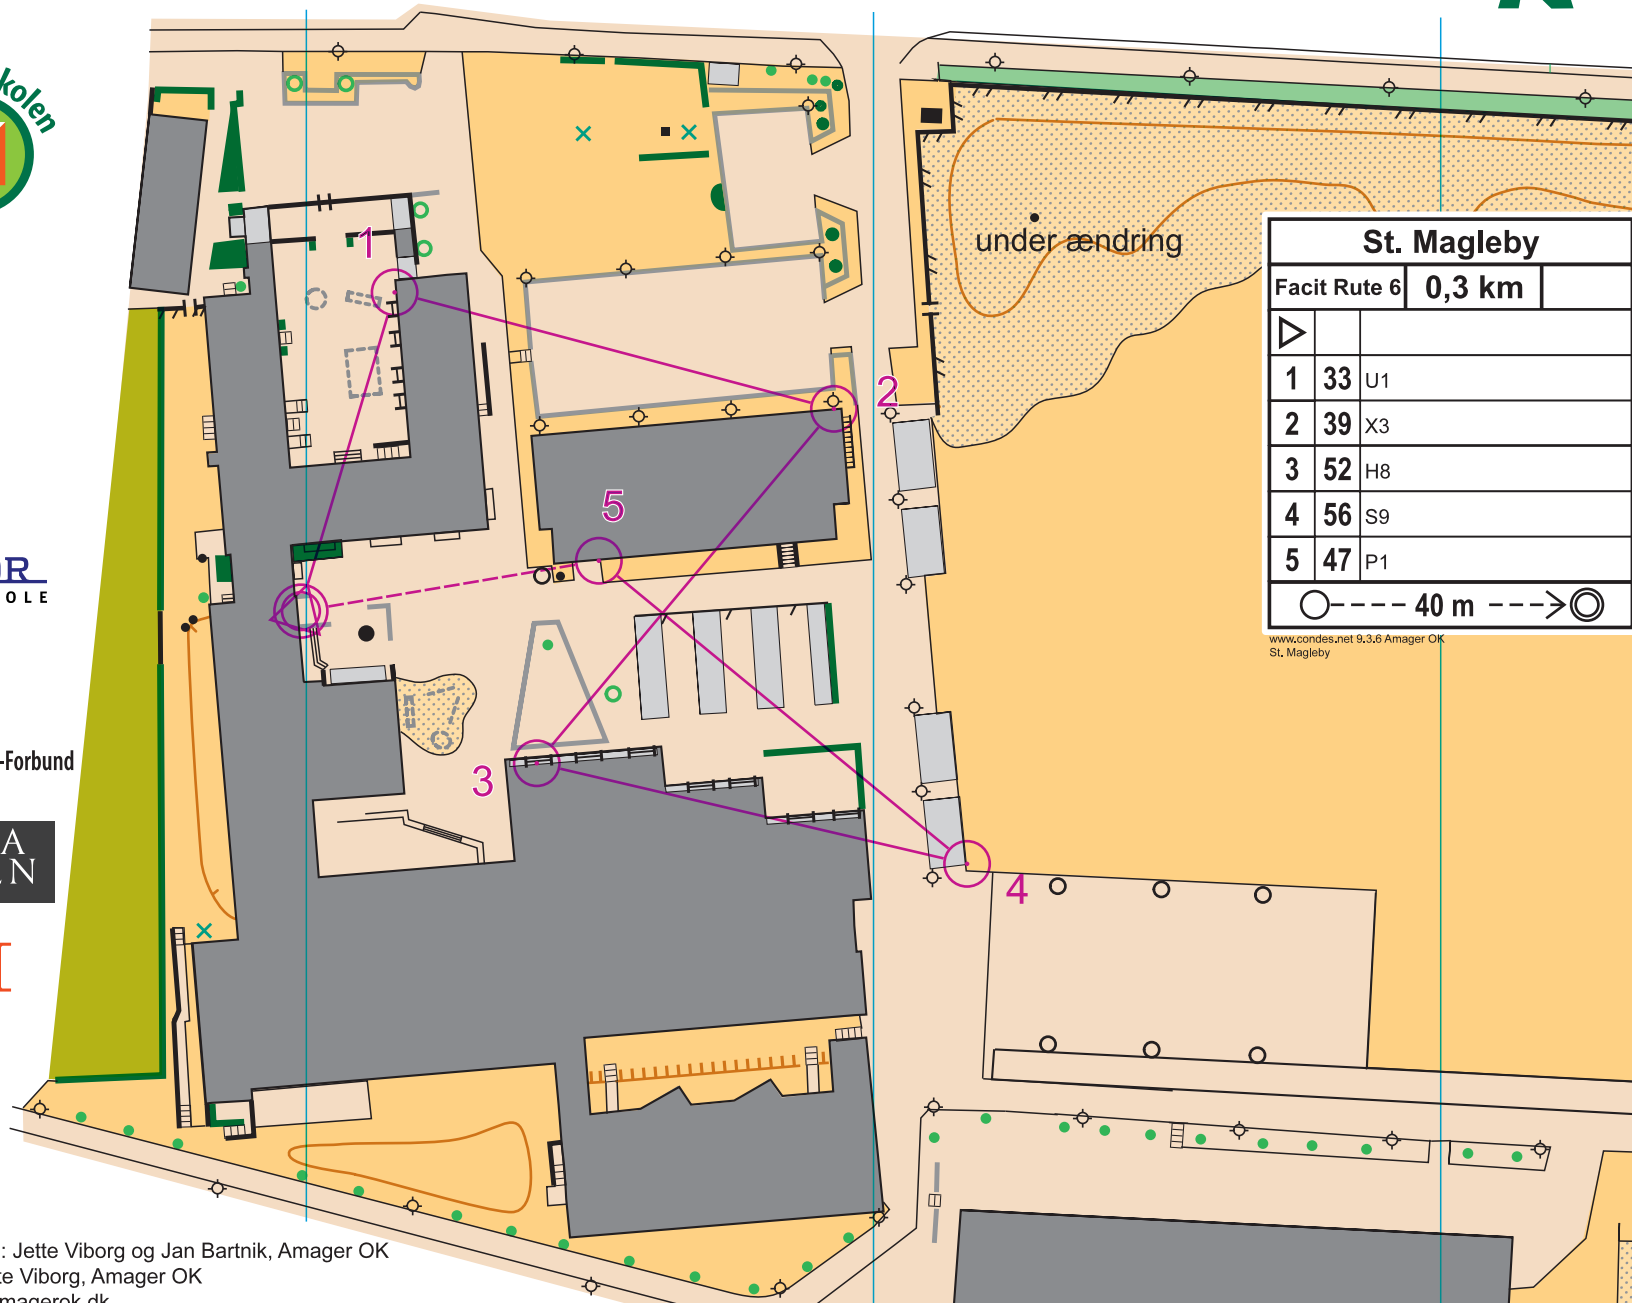 kolen
under ændring
1
2
5
3
4
St. Magleby
Facit Rute 6 0,3 km
1 33 U1
2 39 X3
3 52 H8
4 56 S9
5 47 P1
40 m
www.condes.net 9.3.6 Amager OK
St. Magleby
OLE
-Forbund
A
N
: Jette Viborg og Jan Bartnik, Amager OK
te Viborg, Amager OK
magerok.dk